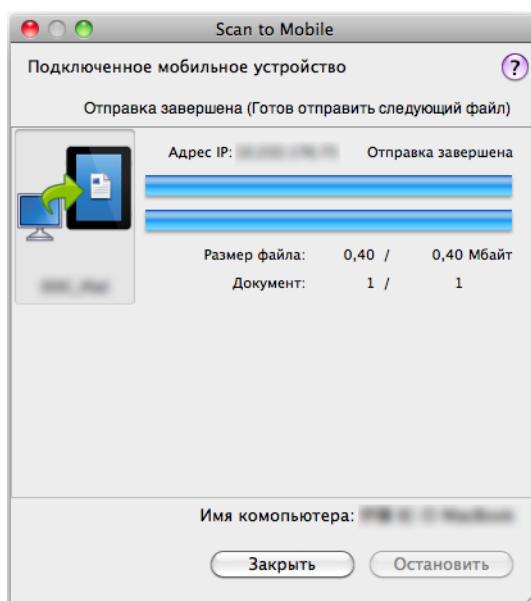 Scan to Mobile
Подключенное мобильное устройство ?
Отправка завершена (Готов отправить следующий файл)
Адрес IP: Отправка завершена
Размер файла: 0,40 / 0,40 Мбайт
Документ: 1 / 1
Имя комопьютера:
Закрыть Остановить